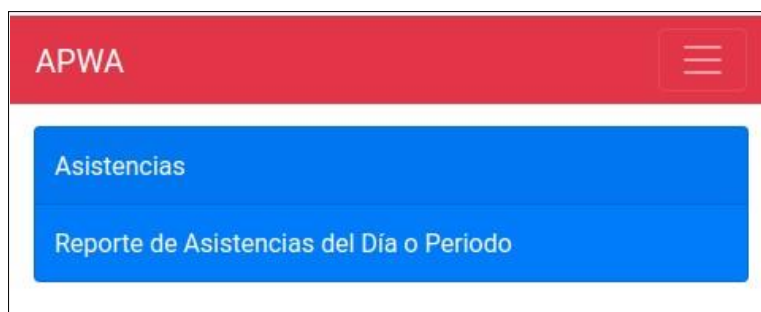 APWA
Asistencias
Reporte de Asistencias del Día o Periodo